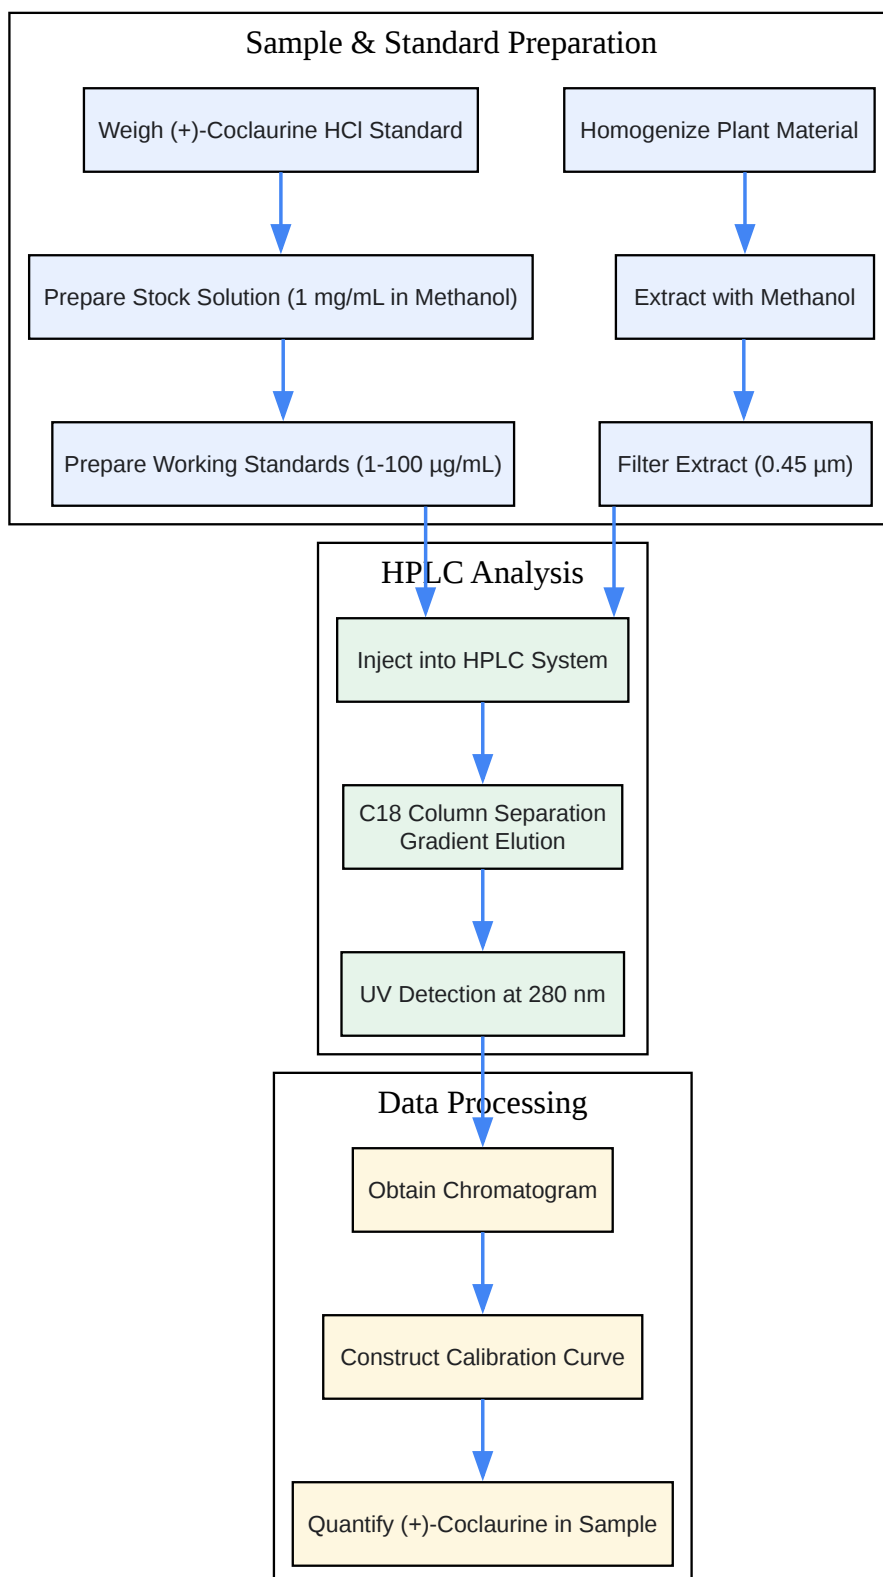 Sample & Standard Preparation
Weigh (+)-Coclaurine HCl Standard
Homogenize Plant Material
Prepare Stock Solution (1 mg/mL in Methanol)
Extract with Methanol
Prepare Working Standards (1-100 µg/mL)
Filter Extract (0.45 µm)
HPLC Analysis
Inject into HPLC System
C18 Column Separation
Gradient Elution
UV Detection at 280 nm
Data Processing
Obtain Chromatogram
Construct Calibration Curve
Quantify (+)-Coclaurine in Sample